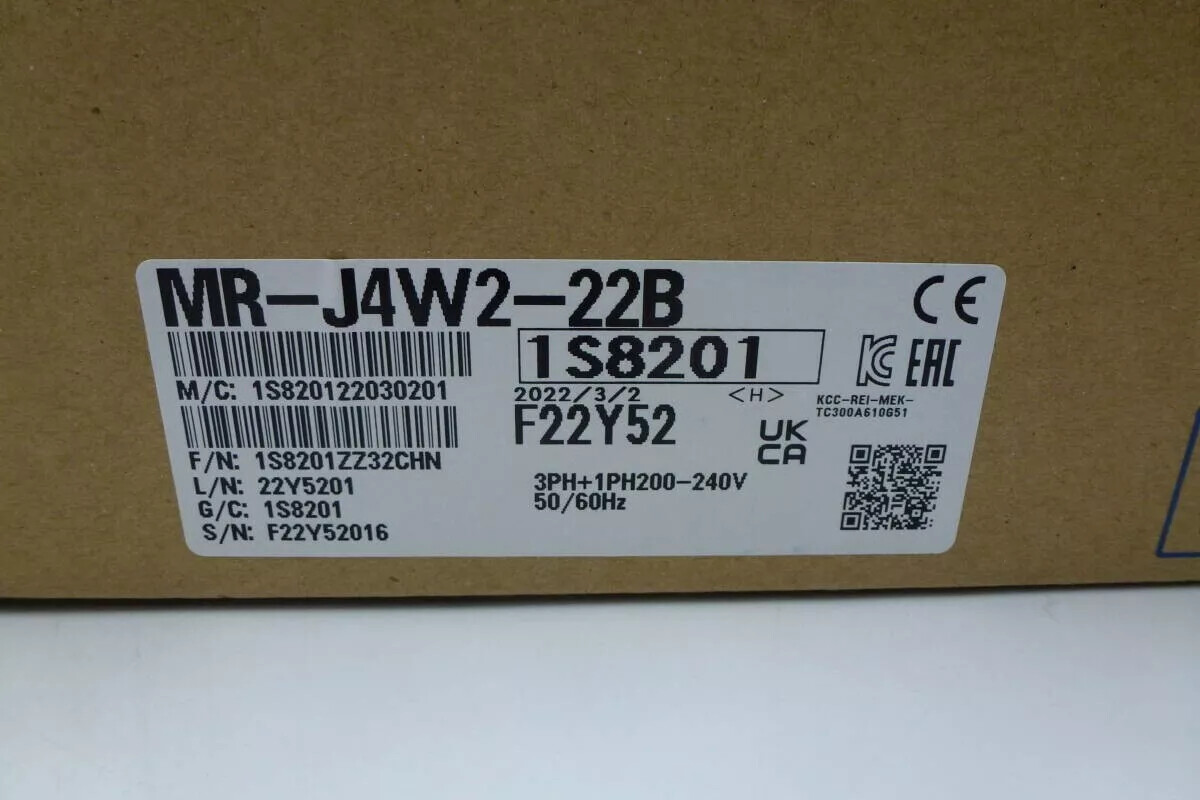 MR-J4W2-22B
CE
1S8201
M/C: 1S820122030201
2022/3/2 <H>
KC EAC
KCC-REI-MEK-
TC300A610G51
F22Y52
UK
CA
F/N: 1S8201ZZ32CHN
L/N: 22Y5201
G/C: 1S8201
S/N: F22Y52016
3PH+1PH200-240V
50/60Hz